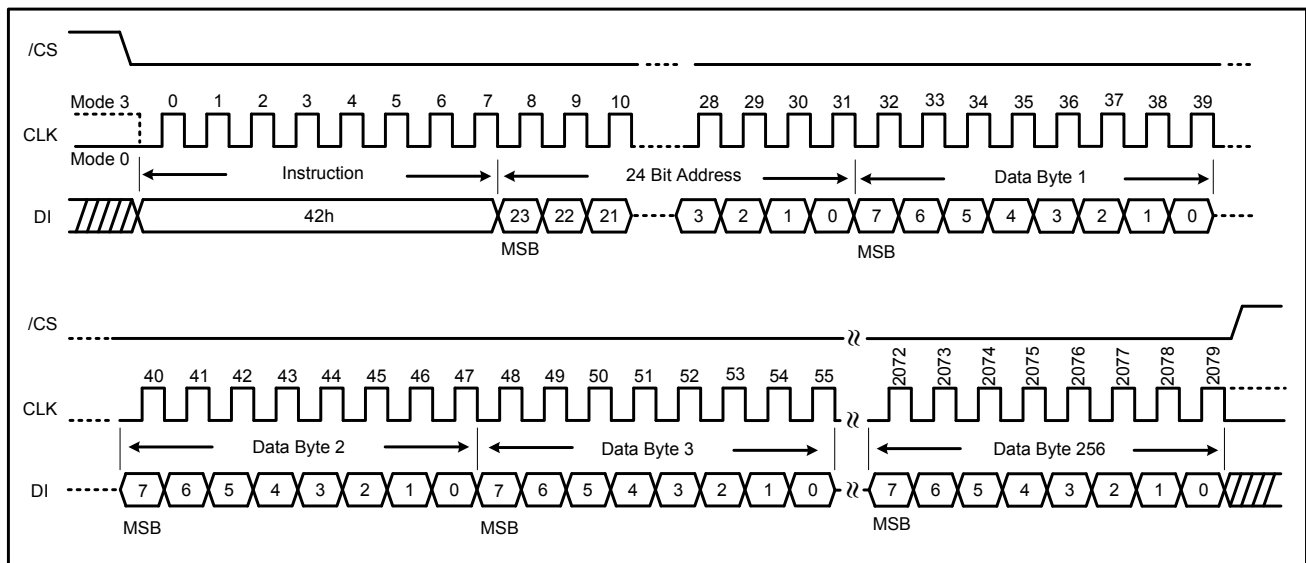 /CS
Mode 3 0 1 2 3 4 5 6 7 8 9 10 28 29 30 31 32 33 34 35 36 37 38 39
CLK
Mode 0
Instruction 24 Bit Address Data Byte 1
DI 42h 23 22 21 3 2 1 0 7 6 5 4 3 2 1 0
MSB MSB
/CS
40 41 42 43 44 45 46 47 48 49 50 51 52 53 54 55 2072 2073 2074 2075 2076 2077 2078 2079
CLK
Data Byte 2 Data Byte 3 Data Byte 256
DI 7 6 5 4 3 2 1 0 7 6 5 4 3 2 1 0 7 6 5 4 3 2 1 0
MSB MSB MSB